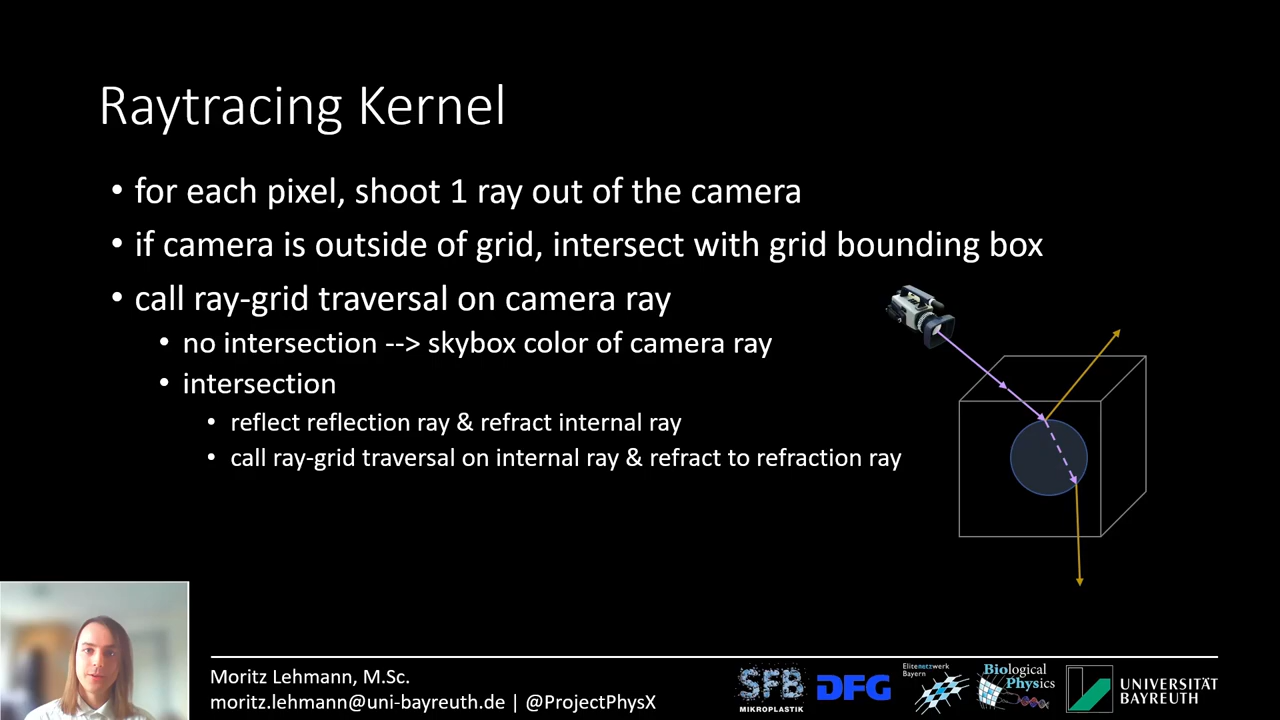 Raytracing Kernel
• for each pixel, shoot 1 ray out of the camera
• if camera is outside of grid, intersect with grid bounding box
• call ray-grid traversal on camera ray
• no intersection --> skybox color of camera ray
• intersection
• reflect reflection ray & refract internal ray
• call ray-grid traversal on internal ray & refract to refraction ray
Moritz Lehmann, M.Sc.
moritz.lehmann@uni-bayreuth.de | @ProjectPhysX
SFB
MIKROPLASTIK
DFG
Elitenetzwerk
Bayern
Biological
Physics
UNIVERSITÄT
BAYREUTH